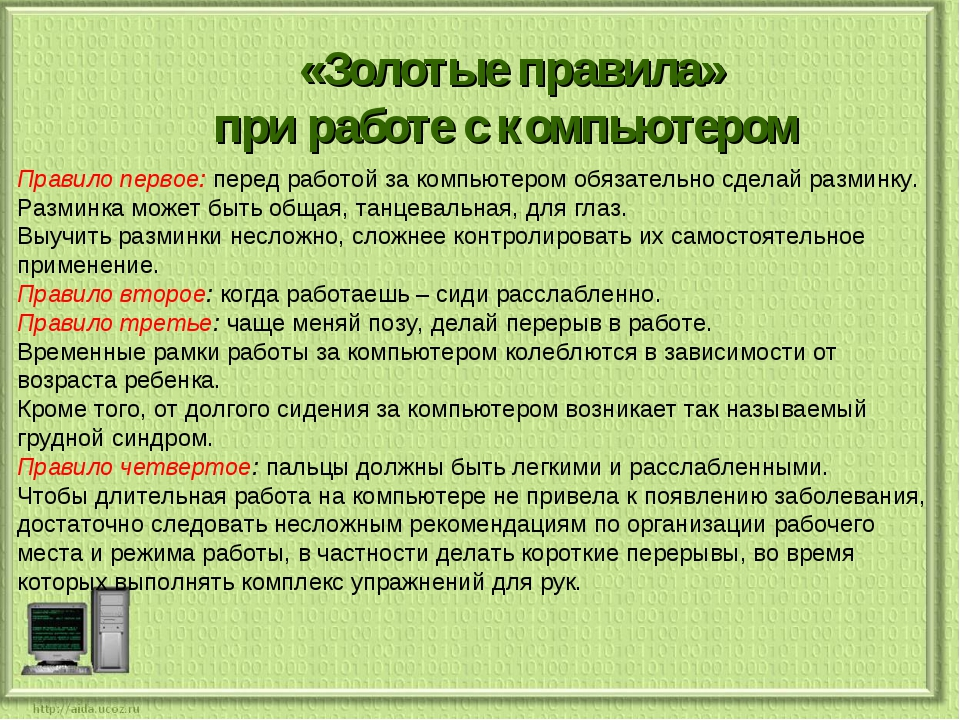 «Золотые правила»
при работе с компьютером
Правило первое: перед работой за компьютером обязательно сделай разминку.
Разминка может быть общая, танцевальная, для глаз.
Выучить разминки несложно, сложнее контролировать их самостоятельное
применение.
Правило второе: когда работаешь – сиди расслабленно.
Правило третье: чаще меняй позу, делай перерыв в работе.
Временные рамки работы за компьютером колеблются в зависимости от
возраста ребенка.
Кроме того, от долгого сидения за компьютером возникает так называемый
грудной синдром.
Правило четвертое: пальцы должны быть легкими и расслабленными.
Чтобы длительная работа на компьютере не привела к появлению заболевания,
достаточно следовать несложным рекомендациям по организации рабочего
места и режима работы, в частности делать короткие перерывы, во время
которых выполнять комплекс упражнений для рук.
http://aida.ucoz.ru